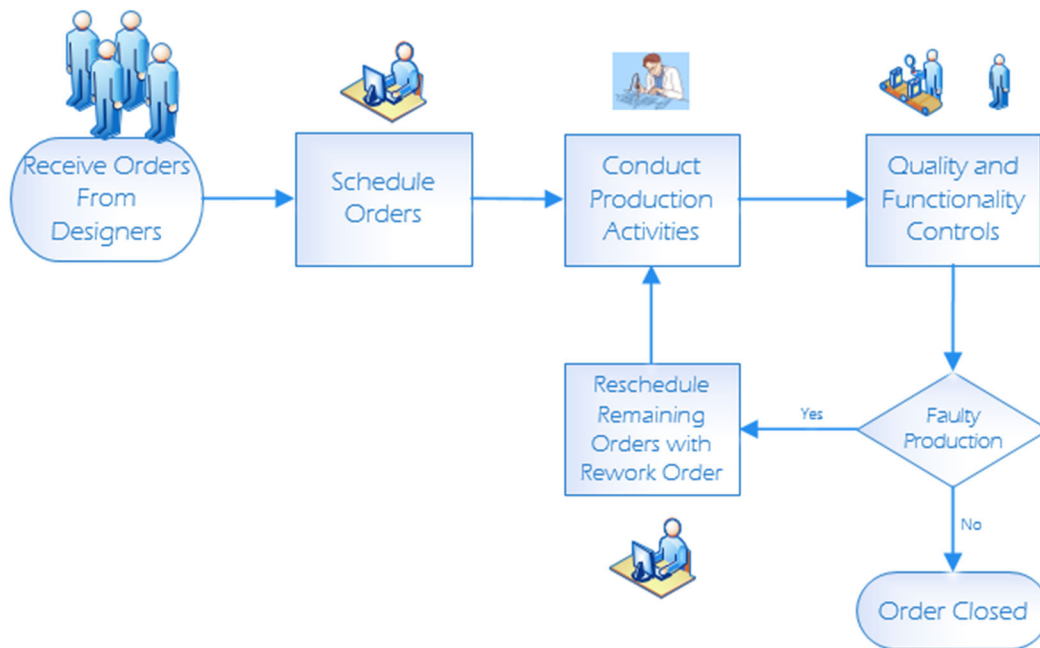 Receive Orders
From
Designers
Schedule
Orders
Conduct
Production
Activities
Quality and
Functionality
Controls
Faulty
Production
Yes
Reschedule
Remaining
Orders with
Rework Order
No
Order Closed